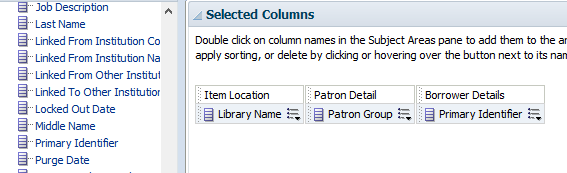 Job Description
Last Name
Linked From Institution Co
Linked From Institution Na
Linked From Other Institutio
Linked To Other Institution
Locked Out Date
Middle Name
Primary Identifier
Purge Date
Selected Columns
Double click on column names in the Subject Areas pane to add them to the an
apply sorting, or delete by clicking or hovering over the button next to its nam
Item Location Patron Detail Borrower Details
Library Name Patron Group Primary Identifier